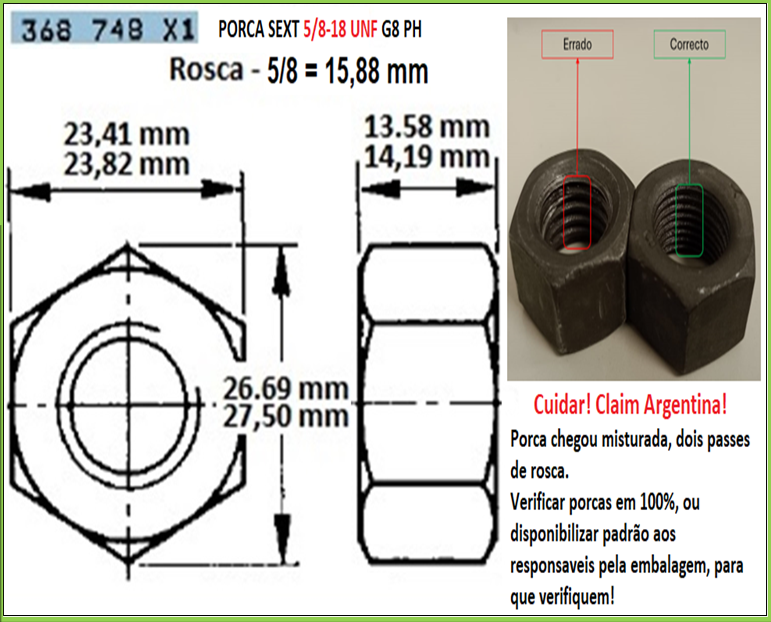 368 748 X1 PORCA SEXT 5/8-18 UNF G8 PH
Rosca - 5/8 = 15,88 mm
23,41 mm
23,82 mm
13.58 mm
14,19 mm
26.69 mm
27,50 mm
Errado
Correcto
Cuidar! Claim Argentina!
Porca chegou misturada, dois passes
de rosca.
Verificar porcas em 100%, ou
disponibilizar padrão aos
responsaveis pela embalagem, para
que verifiquem!